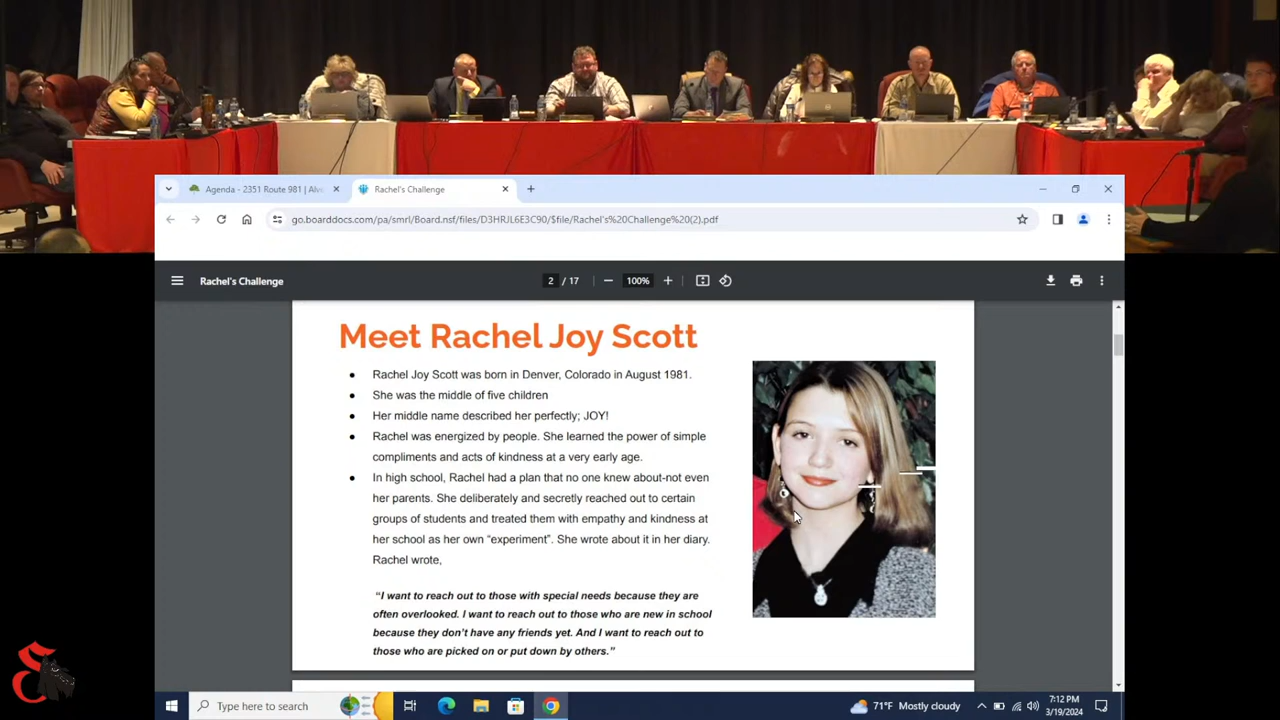 Agenda - 2351 Route 981 | Alv
Rachel's Challenge
go.boarddocs.com/pa/smrl/Board.nsf/files/D3HRJL6E3C90/$file/Rachel's%20Challenge%20(2).pdf
Rachel's Challenge
2 / 17
100%
Meet Rachel Joy Scott
● Rachel Joy Scott was born in Denver, Colorado in August 1981.
● She was the middle of five children
● Her middle name described her perfectly; JOY!
● Rachel was energized by people. She learned the power of simple
compliments and acts of kindness at a very early age.
● In high school, Rachel had a plan that no one knew about-not even
her parents. She deliberately and secretly reached out to certain
groups of students and treated them with empathy and kindness at
her school as her own “experiment”. She wrote about it in her diary.
Rachel wrote,
“I want to reach out to those with special needs because they are
often overlooked. I want to reach out to those who are new in school
because they don’t have any friends yet. And I want to reach out to
those who are picked on or put down by others.”
S
Type here to search
71°F Mostly cloudy
7:12 PM
3/19/2024